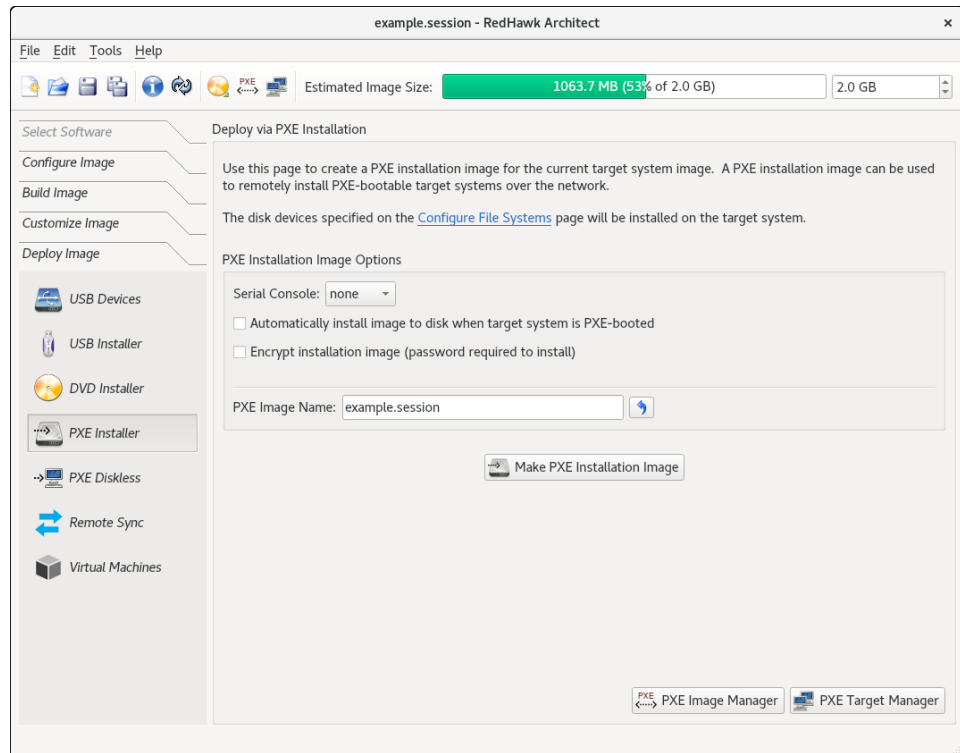 example.session - RedHawk Architect
File Edit Tools Help
PXE
Estimated Image Size:
1063.7 MB (53% of 2.0 GB)
2.0 GB
Select Software
Configure Image
Build Image
Customize Image
Deploy Image
USB Devices
USB Installer
DVD Installer
PXE Installer
PXE Diskless
Remote Sync
Virtual Machines
Deploy via PXE Installation
Use this page to create a PXE installation image for the current target system image. A PXE installation image can be used
to remotely install PXE-bootable target systems over the network.
The disk devices specified on the Configure File Systems page will be installed on the target system.
PXE Installation Image Options
Serial Console: none
Automatically install image to disk when target system is PXE-booted
Encrypt installation image (password required to install)
PXE Image Name: example.session
Make PXE Installation Image
PXE PXE Image Manager
PXE Target Manager